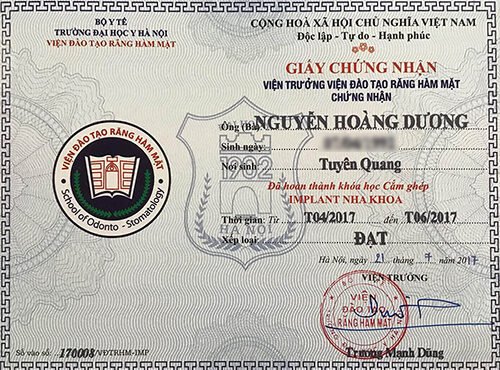 BỘ Y TẾ
TRƯỜNG ĐẠI HỌC Y HÀ NỘI
VIỆN ĐÀO TẠO RĂNG HÀM MẶT
CỘNG HOÀ XÃ HỘI CHỦ NGHĨA VIỆT NAM
Độc lập - Tự do - Hạnh phúc
GIẤY CHỨNG NHẬN
VIỆN TRƯỞNG VIỆN ĐÀO TẠO RĂNG HÀM MẶT
CHỨNG NHẬN
Ông (Bà) NGUYỄN HOÀNG DƯƠNG
Sinh ngày:
Nơi sinh: Tuyên Quang
Đã hoàn thành khóa học Cắm ghép
IMPLANT NHA KHOA
Thời gian: Từ T04/2017 đến T06/2017
Xếp loại: ĐẠT
Hà Nội, ngày 21 tháng 7 năm 2017
VIỆN TRƯỞNG
VIỆN
ĐÀO TẠO
RĂNG HÀM MẶT
Trương Mạnh Dũng
VIỆN ĐÀO TẠO RĂNG HÀM MẶT
School of Odonto - Stomatology
1902
HÀ NỘI
Số vào sổ: 170008/VĐTRHM-IMP